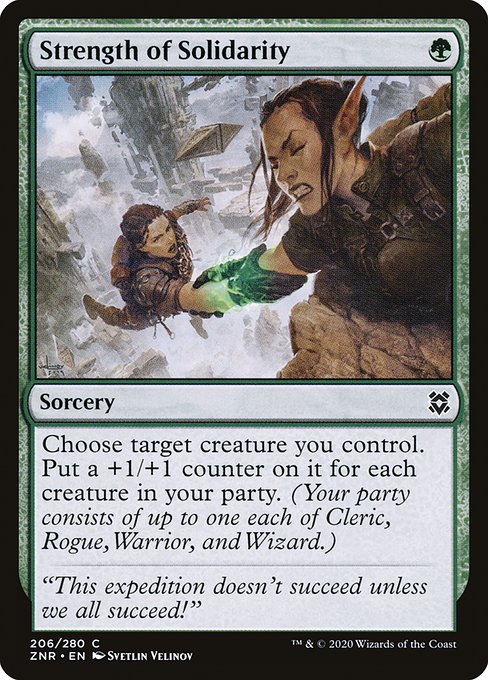 Strength of Solidarity
Sorcery
Choose target creature you control.
Put a +1/+1 counter on it for each
creature in your party. (Your party
consists of up to one each of Cleric,
Rogue, Warrior, and Wizard.)
“This expedition doesn’t succeed unless
we all succeed!”
206/280 C
ZNR • EN Svetlin Velinov
™ & © 2020 Wizards of the Coast